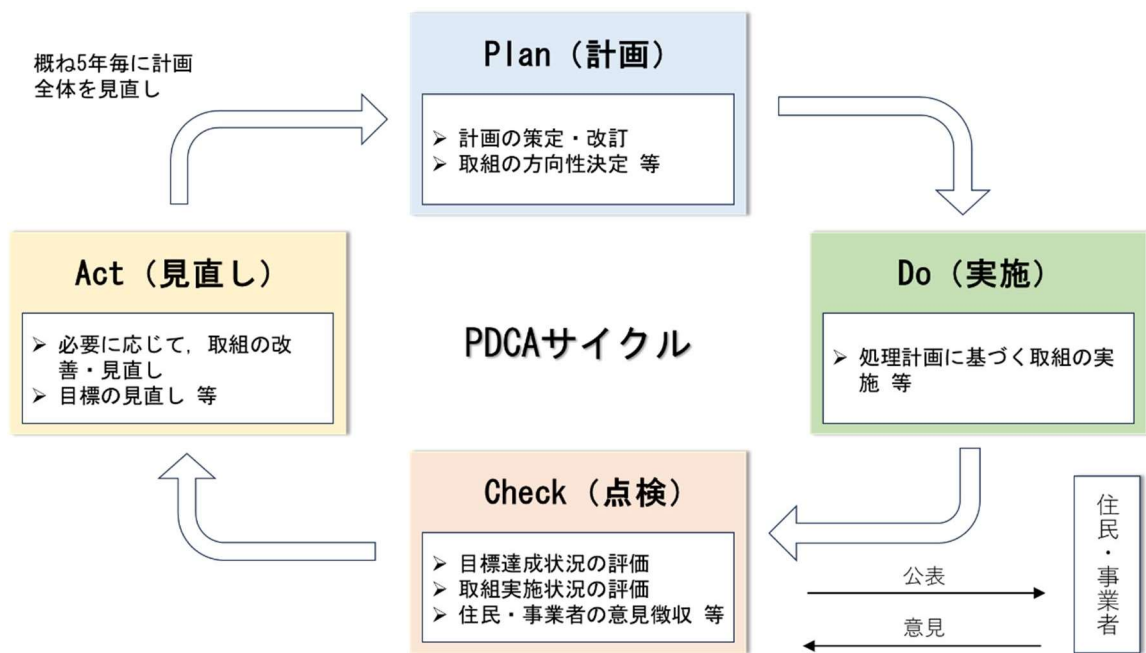 概ね5年毎に計画
全体を見直し
Plan（計画）
➢ 計画の策定・改訂
➢ 取組の方向性決定 等
Act（見直し）
➢ 必要に応じて，取組の改
善・見直し
➢ 目標の見直し 等
PDCAサイクル
Do（実施）
➢ 処理計画に基づく取組の実
施 等
Check（点検）
➢ 目標達成状況の評価
➢ 取組実施状況の評価
➢ 住民・事業者の意見徴収 等
公表
意見
住民・事業者